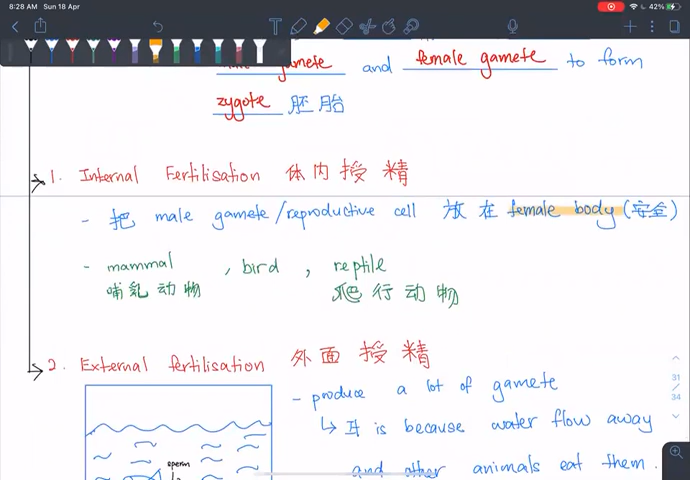 8:28 AM Sun 18 Apr
42%
gamete and female gamete to form
zygote 胚胎
1. Internal Fertilisation 体内授精
- 把 male gamete/reproductive cell 放在 female body (安全)
- mammal , bird , reptile
哺乳动物 爬行动物
2. External fertilisation 外面授精
- produce a lot of gamete
↳ It is because water flow away
and other animals eat them.
sperm
31
/
34